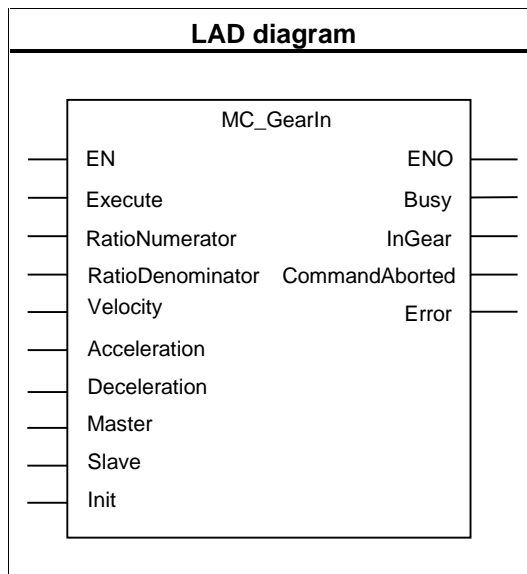 LAD diagram
MC_GearIn
EN ENO
Execute Busy
RatioNumerator InGear
RatioDenominator CommandAborted
Velocity Error
Acceleration
Deceleration
Master
Slave
Init